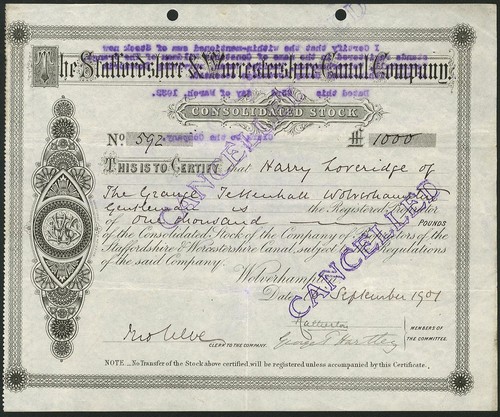 The Staffordshire & Worcestershire Canal Company.
CONSOLIDATED STOCK
No 592 £ 1000
THIS IS TO CERTIFY that Harry Loveridge of
The Grange Tettenhall Wolverhampton
Gentleman is the Registered Proprietor
of One thousand POUNDS
of the Consolidated Stock of the Company of Proprietors of the
Staffordshire & Worcestershire Canal, subject to the Regulations
of the said Company.
Wolverhampton
Dated September 1901
CANCELLED
CANCELLED
CLERK TO THE COMPANY.
Hatherton
George T Hartley
MEMBERS OF
THE COMMITTEE.
NOTE. No Transfer of the Stock above certified, will be registered unless accompanied by this Certificate.